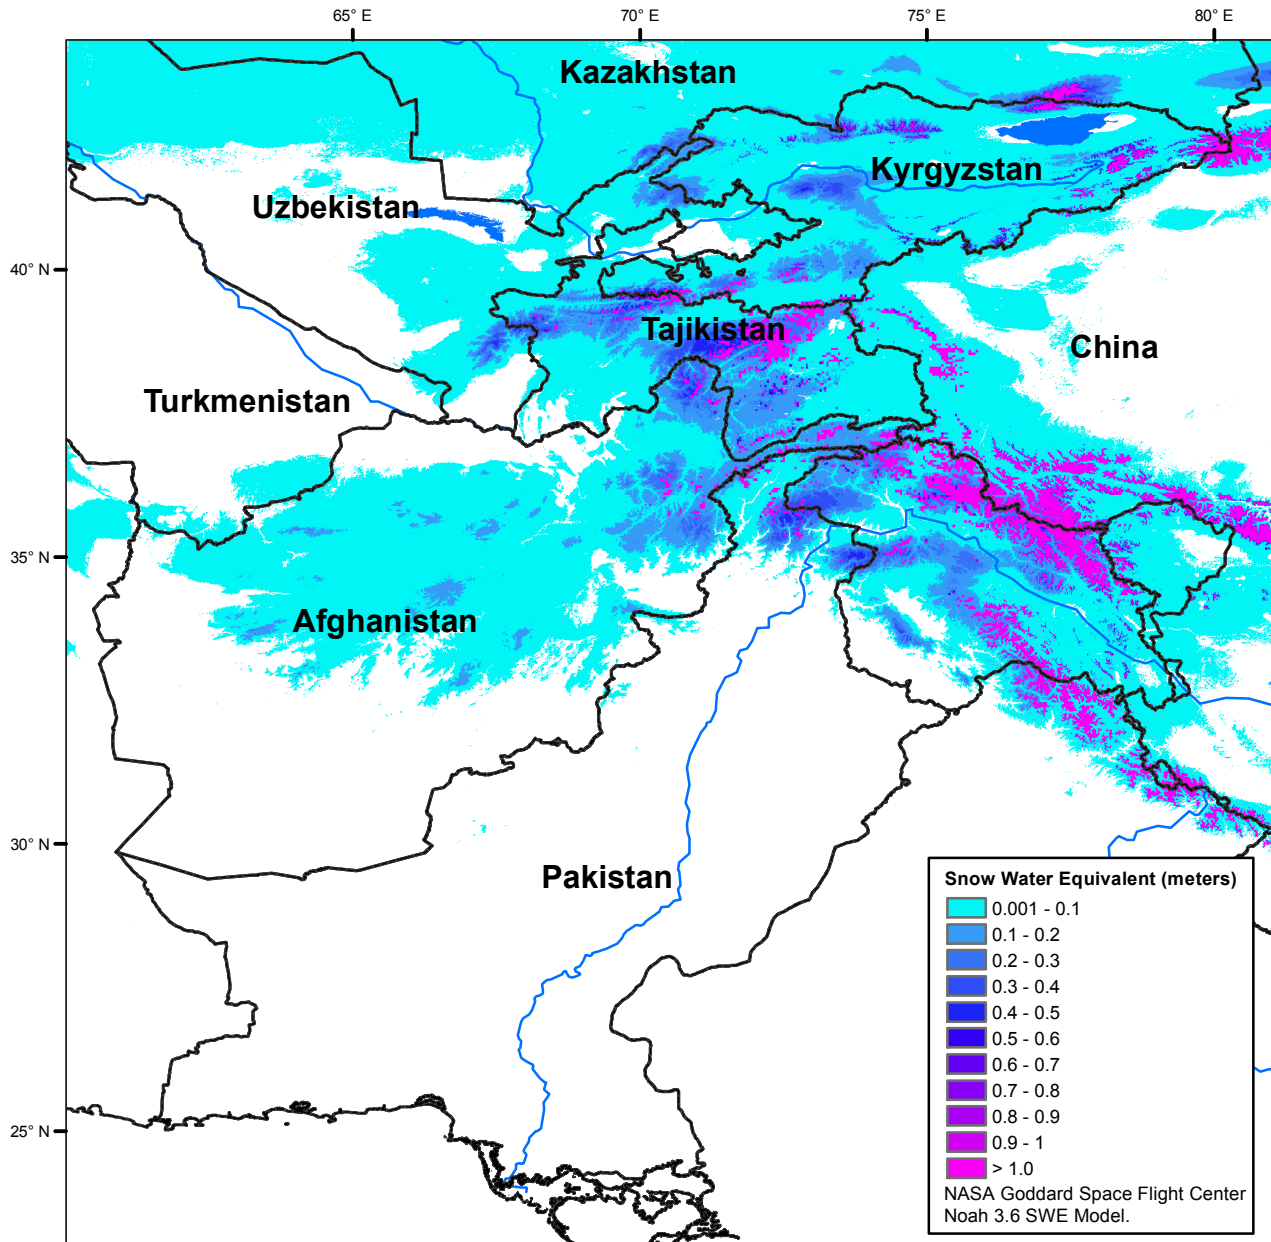 65° E
70° E
75° E
80° E
Kazakhstan
Kyrgyzstan
Uzbekistan
40° N
Tajikistan
China
Turkmenistan
35° N
Afghanistan
30° N
Pakistan
25° N
Snow Water Equivalent (meters)
0.001 - 0.1
0.1 - 0.2
0.2 - 0.3
0.3 - 0.4
0.4 - 0.5
0.5 - 0.6
0.6 - 0.7
0.7 - 0.8
0.8 - 0.9
0.9 - 1
> 1.0
NASA Goddard Space Flight Center
Noah 3.6 SWE Model.